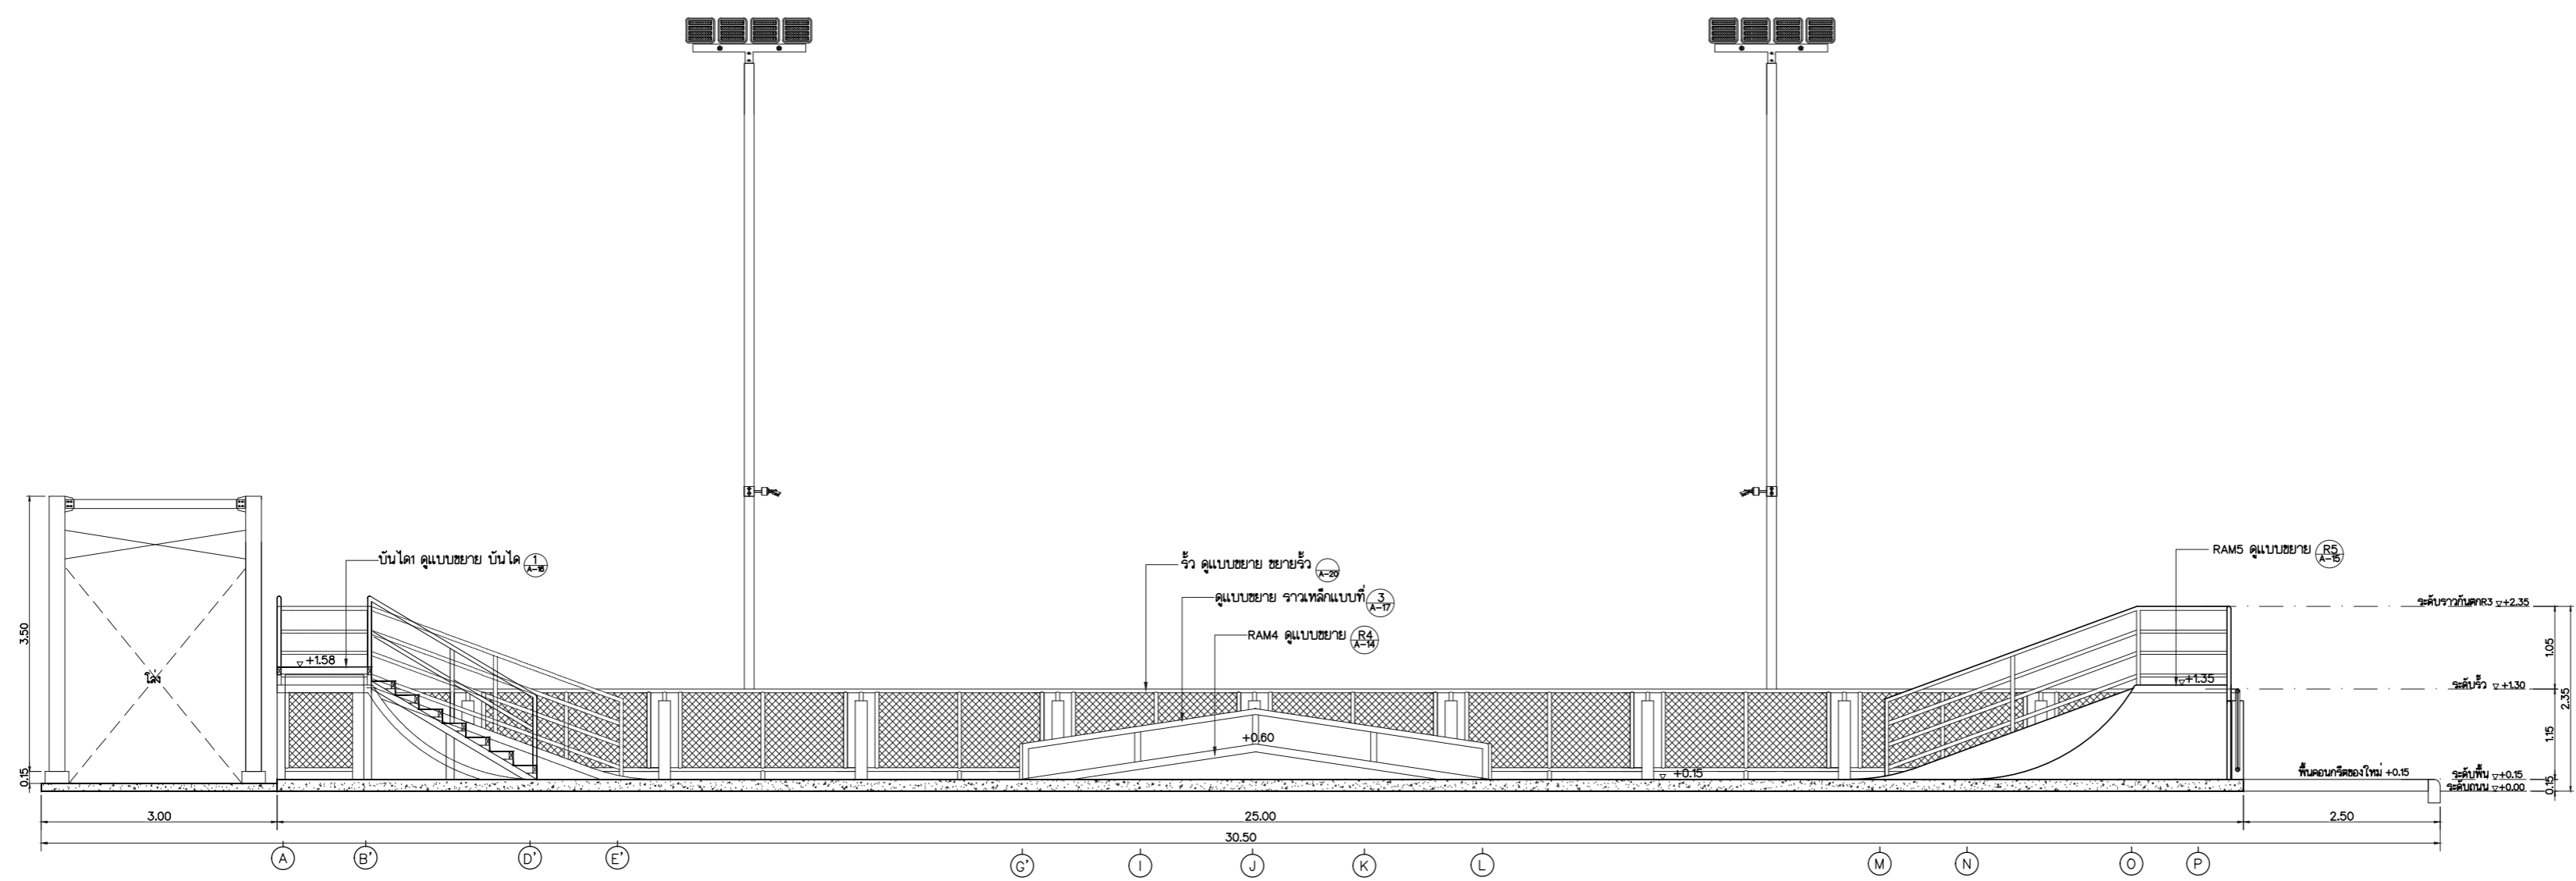 บันได1 ดูแบบขยาย บันได 1 A-16
รั้ว ดูแบบขยาย ขยายรั้ว A-20
ดูแบบขยาย ราวเหล็กแบบที่ 3 A-17
RAM4 ดูแบบขยาย R4 A-14
RAM5 ดูแบบขยาย R5 A-15
ระดับราวกันตกR3 +2.35
ระดับรั้ว +1.30
พื้นคอนกรีตของใหม่ +0.15
ระดับพื้น +0.15
ระดับถนน +0.00
3.50
0.15
โล่ง
+1.58
+0.60
+0.15
+1.35
1.05
2.35
1.15
0.15
3.00
25.00
2.50
30.50
A B' D' E' G' I J K L M N O P